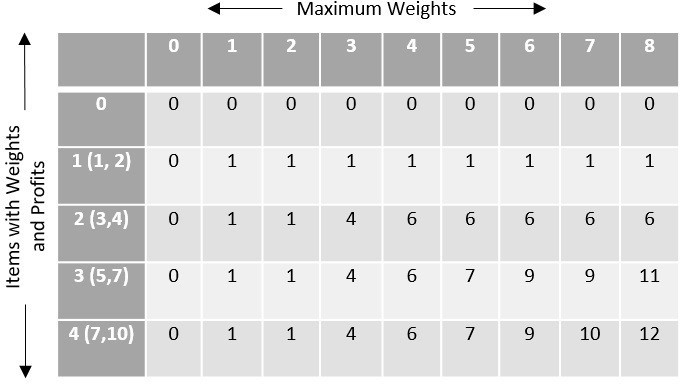 Maximum Weights
Items with Weights
and Profits
0 1 2 3 4 5 6 7 8
0 0 0 0 0 0 0 0 0 0
1 (1, 2) 0 1 1 1 1 1 1 1 1
2 (3,4) 0 1 1 4 6 6 6 6 6
3 (5,7) 0 1 1 4 6 7 9 9 11
4 (7,10) 0 1 1 4 6 7 9 10 12